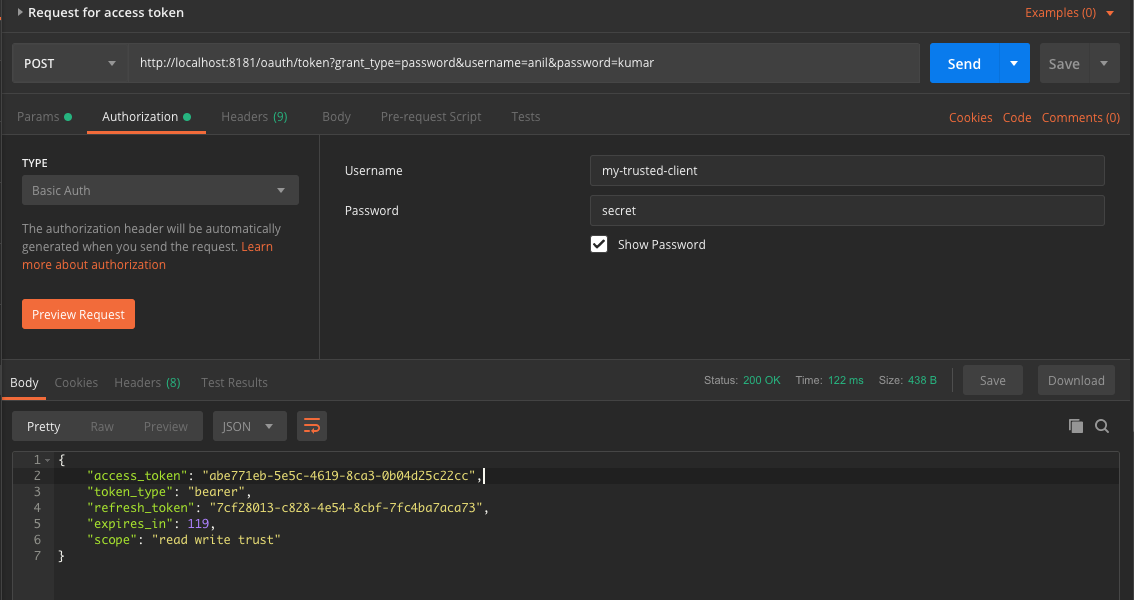 Request for access token
Examples (0)
POST
http://localhost:8181/oauth/token?grant_type=password&username=anil&password=kumar
Send
Save
Params
Authorization
Headers (9)
Body
Pre-request Script
Tests
Cookies
Code
Comments (0)
TYPE
Basic Auth
The authorization header will be automatically
generated when you send the request. Learn
more about authorization
Preview Request
Username
my-trusted-client
Password
secret
Show Password
Body
Cookies
Headers (8)
Test Results
Status: 200 OK
Time: 122 ms
Size: 438 B
Save
Download
Pretty
Raw
Preview
JSON
1 {
2 "access_token": "abe771eb-5e5c-4619-8ca3-0b04d25c22cc",
3 "token_type": "bearer",
4 "refresh_token": "7cf28013-c828-4e54-8cbf-7fc4ba7aca73",
5 "expires_in": 119,
6 "scope": "read write trust"
7 }